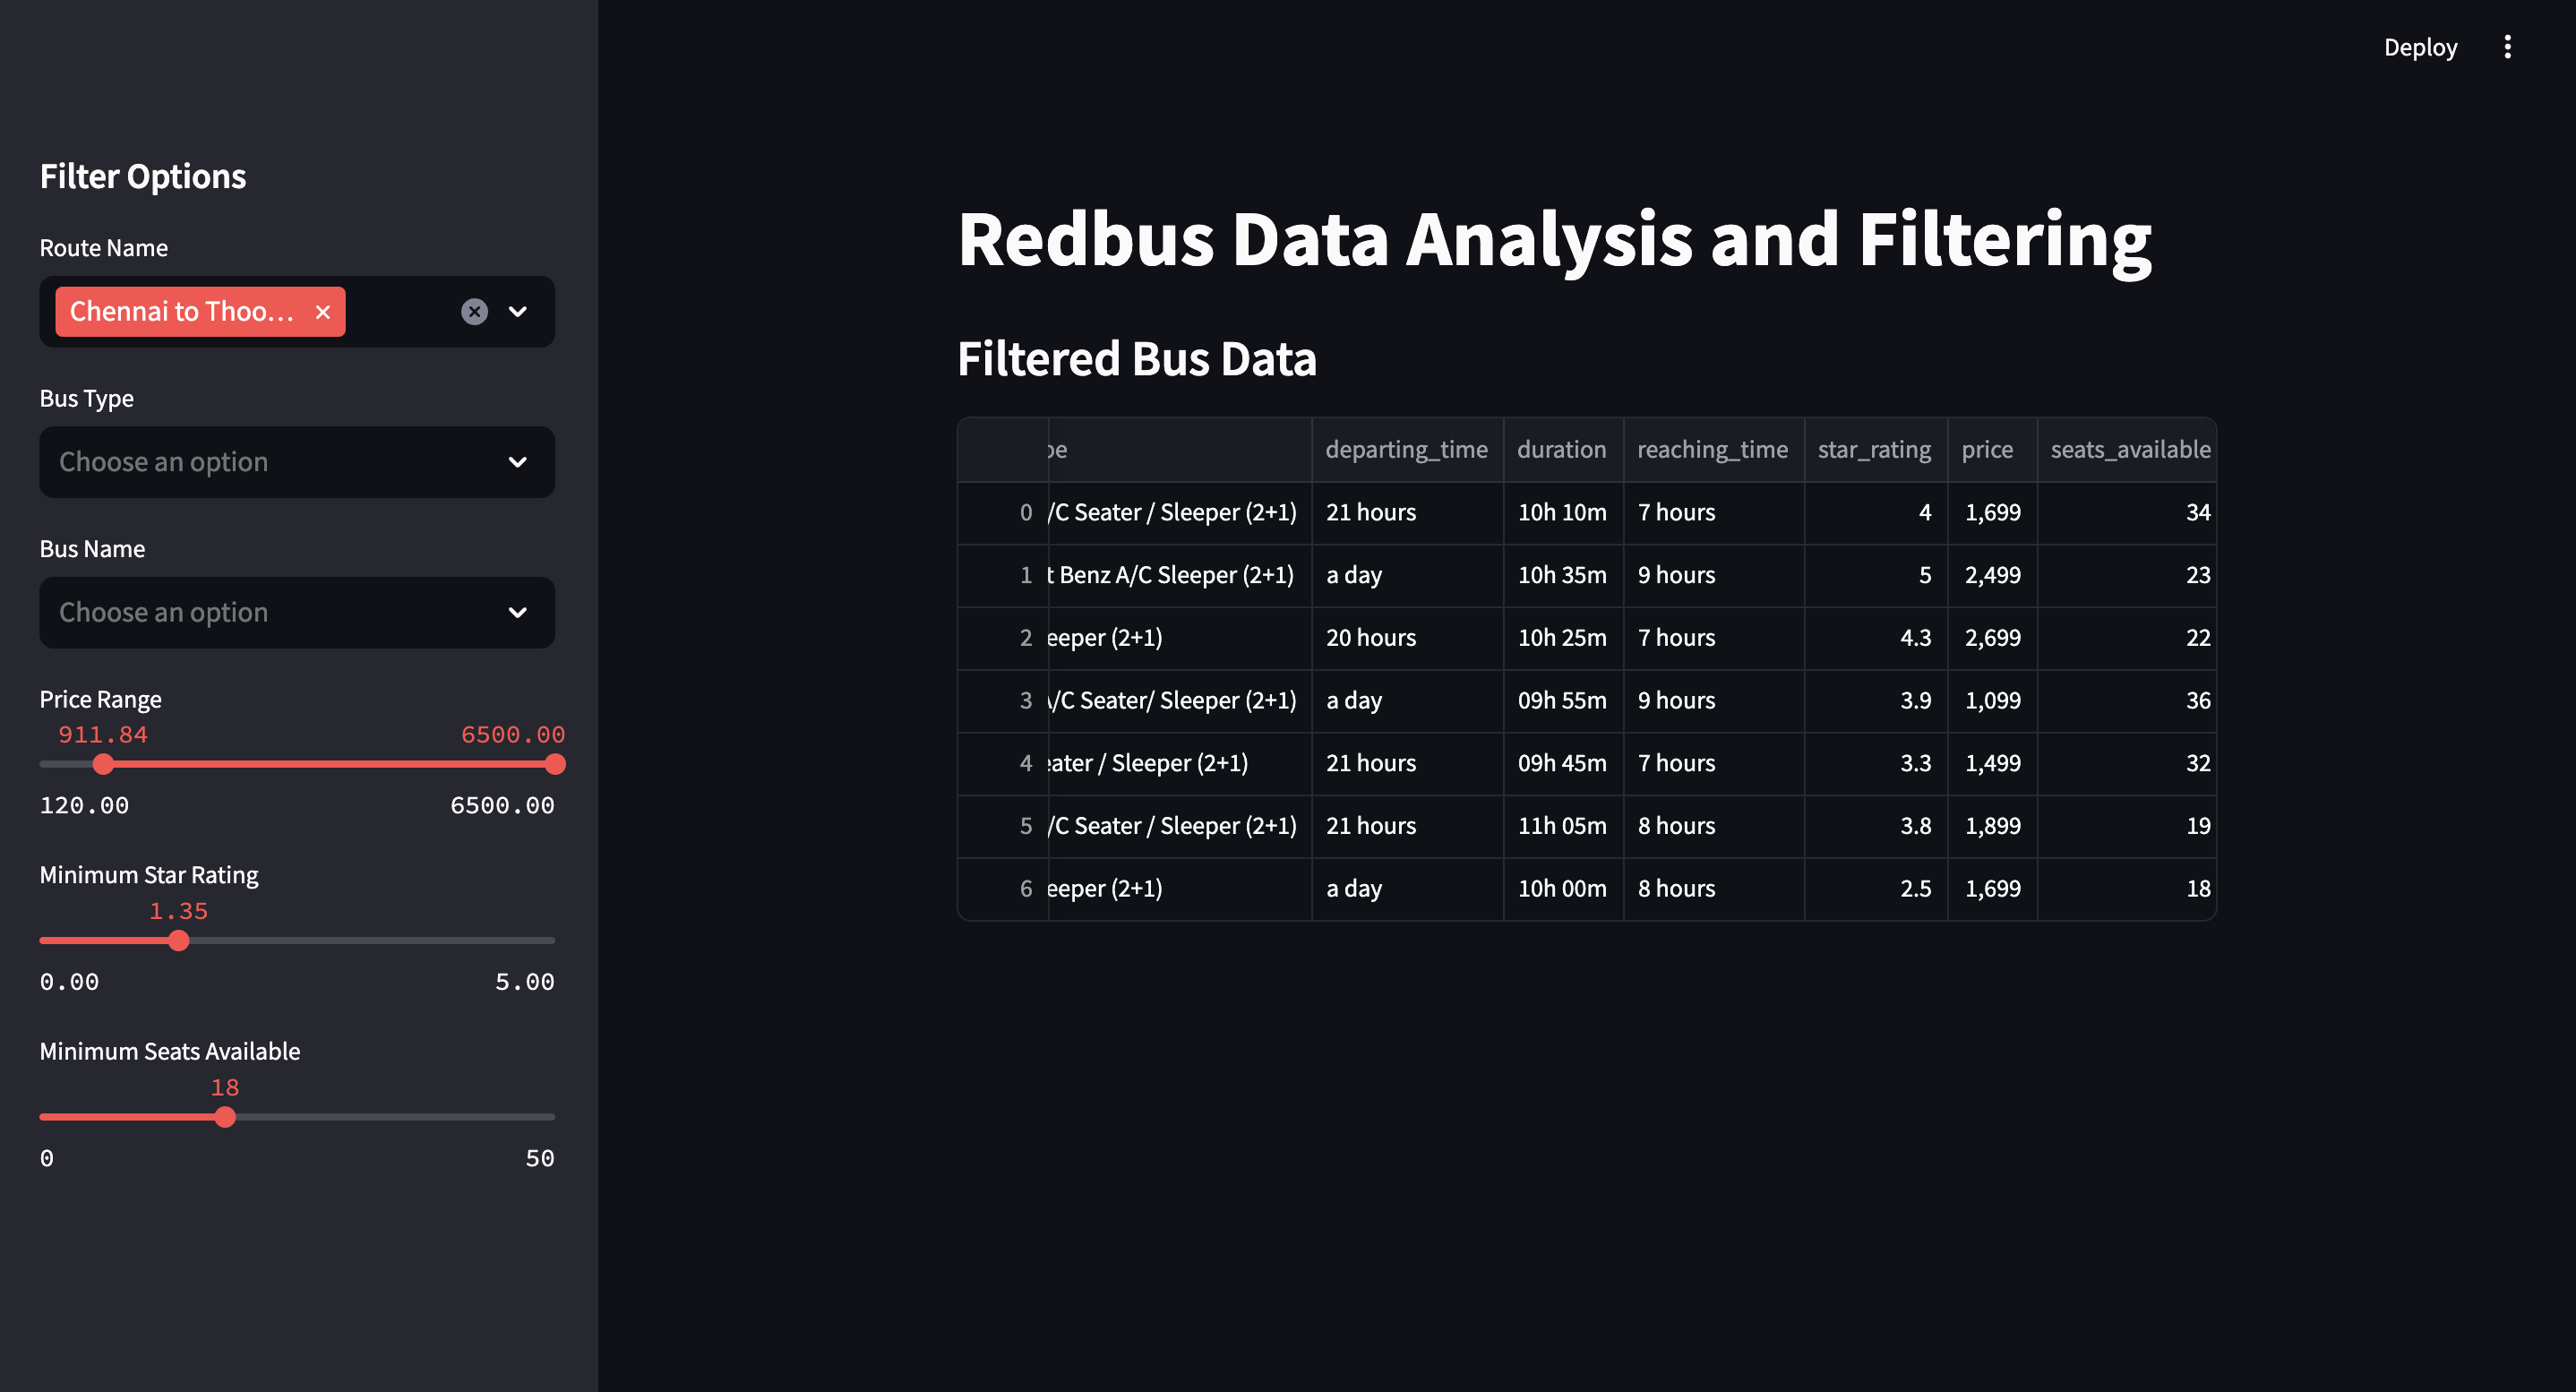 Deploy
Filter Options
Route Name
Chennai to Thoo...
Bus Type
Choose an option
Bus Name
Choose an option
Price Range
911.84 6500.00
120.00 6500.00
Minimum Star Rating
1.35
0.00 5.00
Minimum Seats Available
18
0 50
Redbus Data Analysis and Filtering
Filtered Bus Data
departing_time duration reaching_time star_rating price seats_available
0 /C Seater / Sleeper (2+1) 21 hours 10h 10m 7 hours 4 1,699 34
1 t Benz A/C Sleeper (2+1) a day 10h 35m 9 hours 5 2,499 23
2 eeper (2+1) 20 hours 10h 25m 7 hours 4.3 2,699 22
3 /C Seater/ Sleeper (2+1) a day 09h 55m 9 hours 3.9 1,099 36
4 eater / Sleeper (2+1) 21 hours 09h 45m 7 hours 3.3 1,499 32
5 /C Seater / Sleeper (2+1) 21 hours 11h 05m 8 hours 3.8 1,899 19
6 eeper (2+1) a day 10h 00m 8 hours 2.5 1,699 18